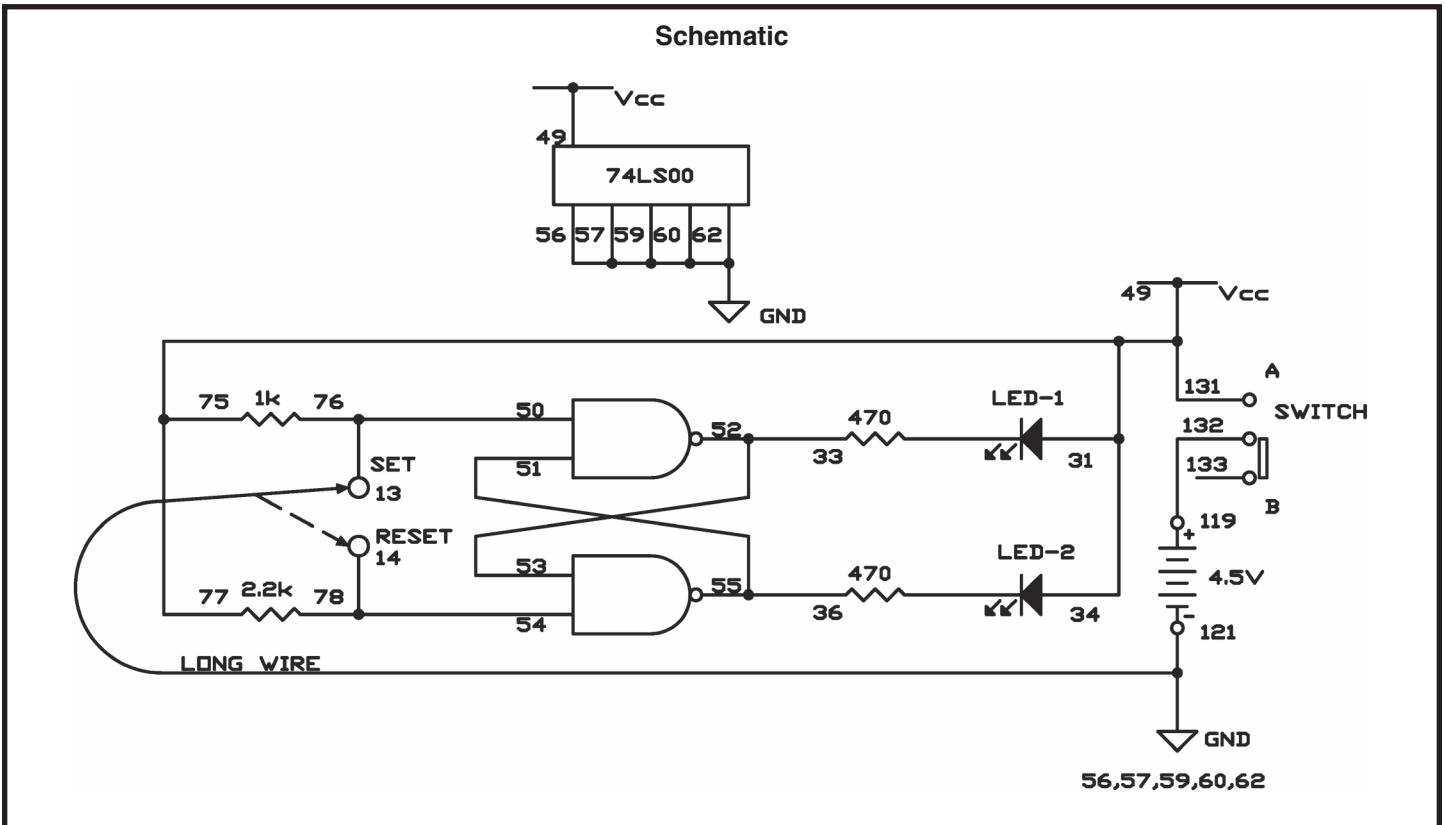 Schematic
Vcc
49
74LS00
56 57 59 60 62
GND
49 Vcc
A
131
SWITCH
132
133
B
75 1k 76
50
51
52
470
33
LED-1
31
SET
13
RESET
14
119
+
4.5V
-
121
77 2.2k 78
53
54
55
470
36
LED-2
34
LONG WIRE
GND
56,57,59,60,62